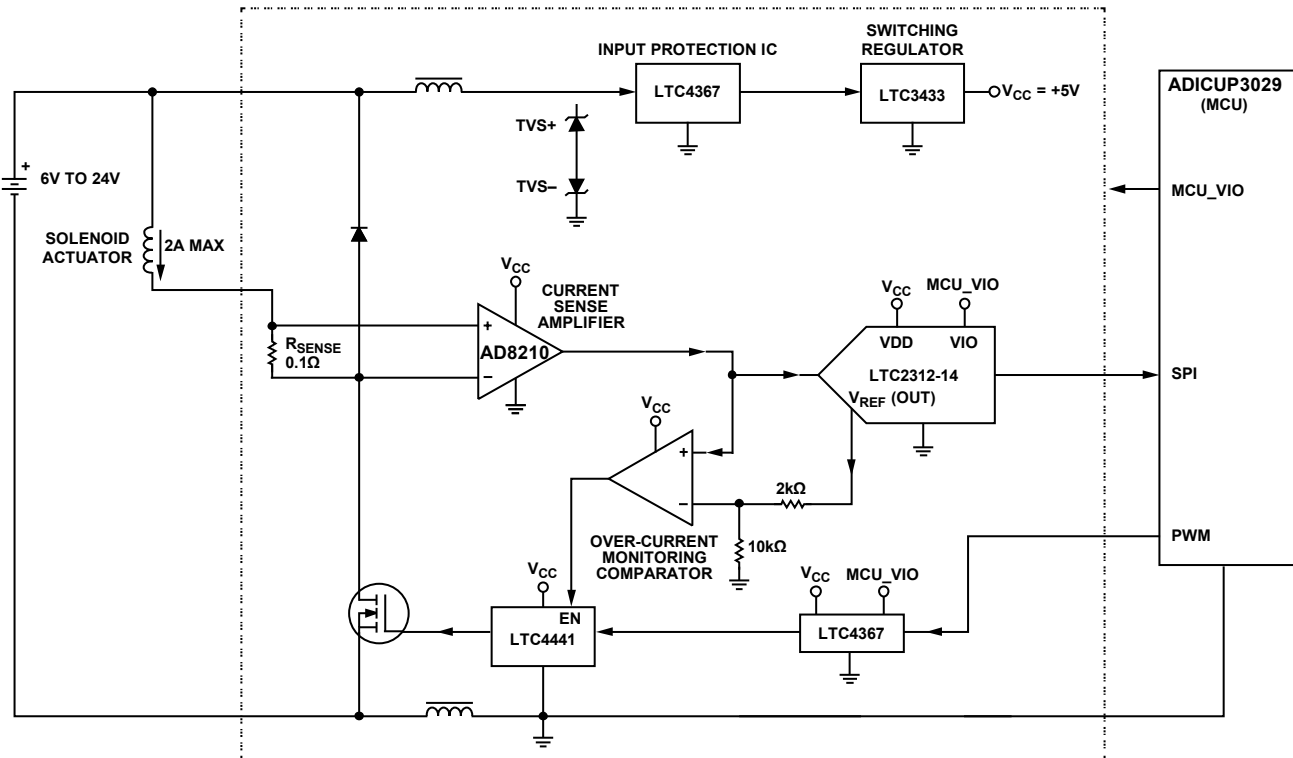 INPUT PROTECTION IC
LTC4367
SWITCHING
REGULATOR
LTC3433
VCC = +5V
ADICUP3029
(MCU)
TVS+
TVS–
+
6V TO 24V
MCU_VIO
SOLENOID
ACTUATOR
2A MAX
VCC
CURRENT
SENSE
AMPLIFIER
+
AD8210
–
RSENSE
0.1Ω
VCC
MCU_VIO
VDD
VIO
LTC2312-14
VREF (OUT)
SPI
VCC
+
–
2kΩ
10kΩ
OVER-CURRENT
MONITORING
COMPARATOR
PWM
VCC
EN
LTC4441
VCC
MCU_VIO
LTC4367